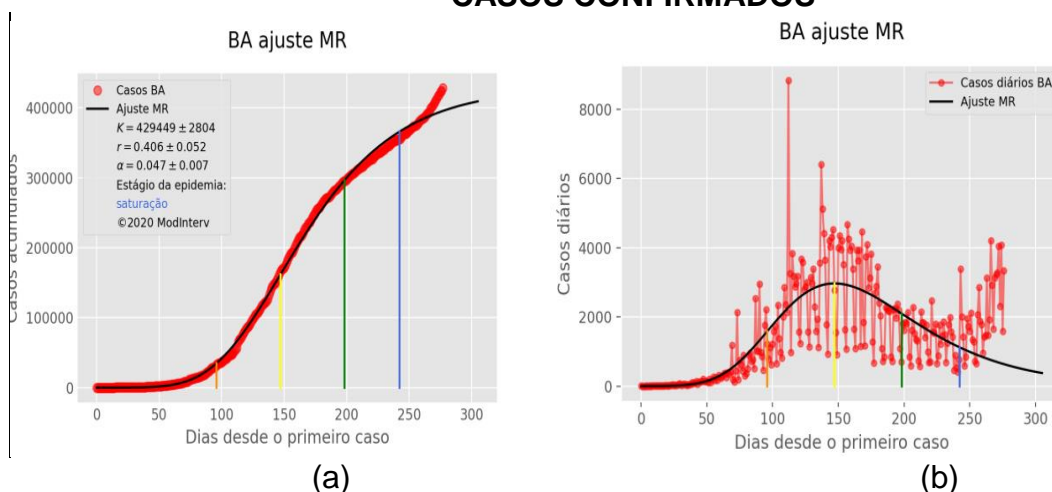 CASOS CONFIRMADOS
BA ajuste MR
Casos BA
Ajuste MR
K = 429449 ± 2804
r = 0.406 ± 0.052
α = 0.047 ± 0.007
Estágio da epidemia:
saturação
©2020 ModInterv
Casos acumulados
400000
300000
200000
100000
0
0 50 100 150 200 250 300
Dias desde o primeiro caso
(a)
BA ajuste MR
Casos diários BA
Ajuste MR
Casos diários
8000
6000
4000
2000
0
0 50 100 150 200 250 300
Dias desde o primeiro caso
(b)